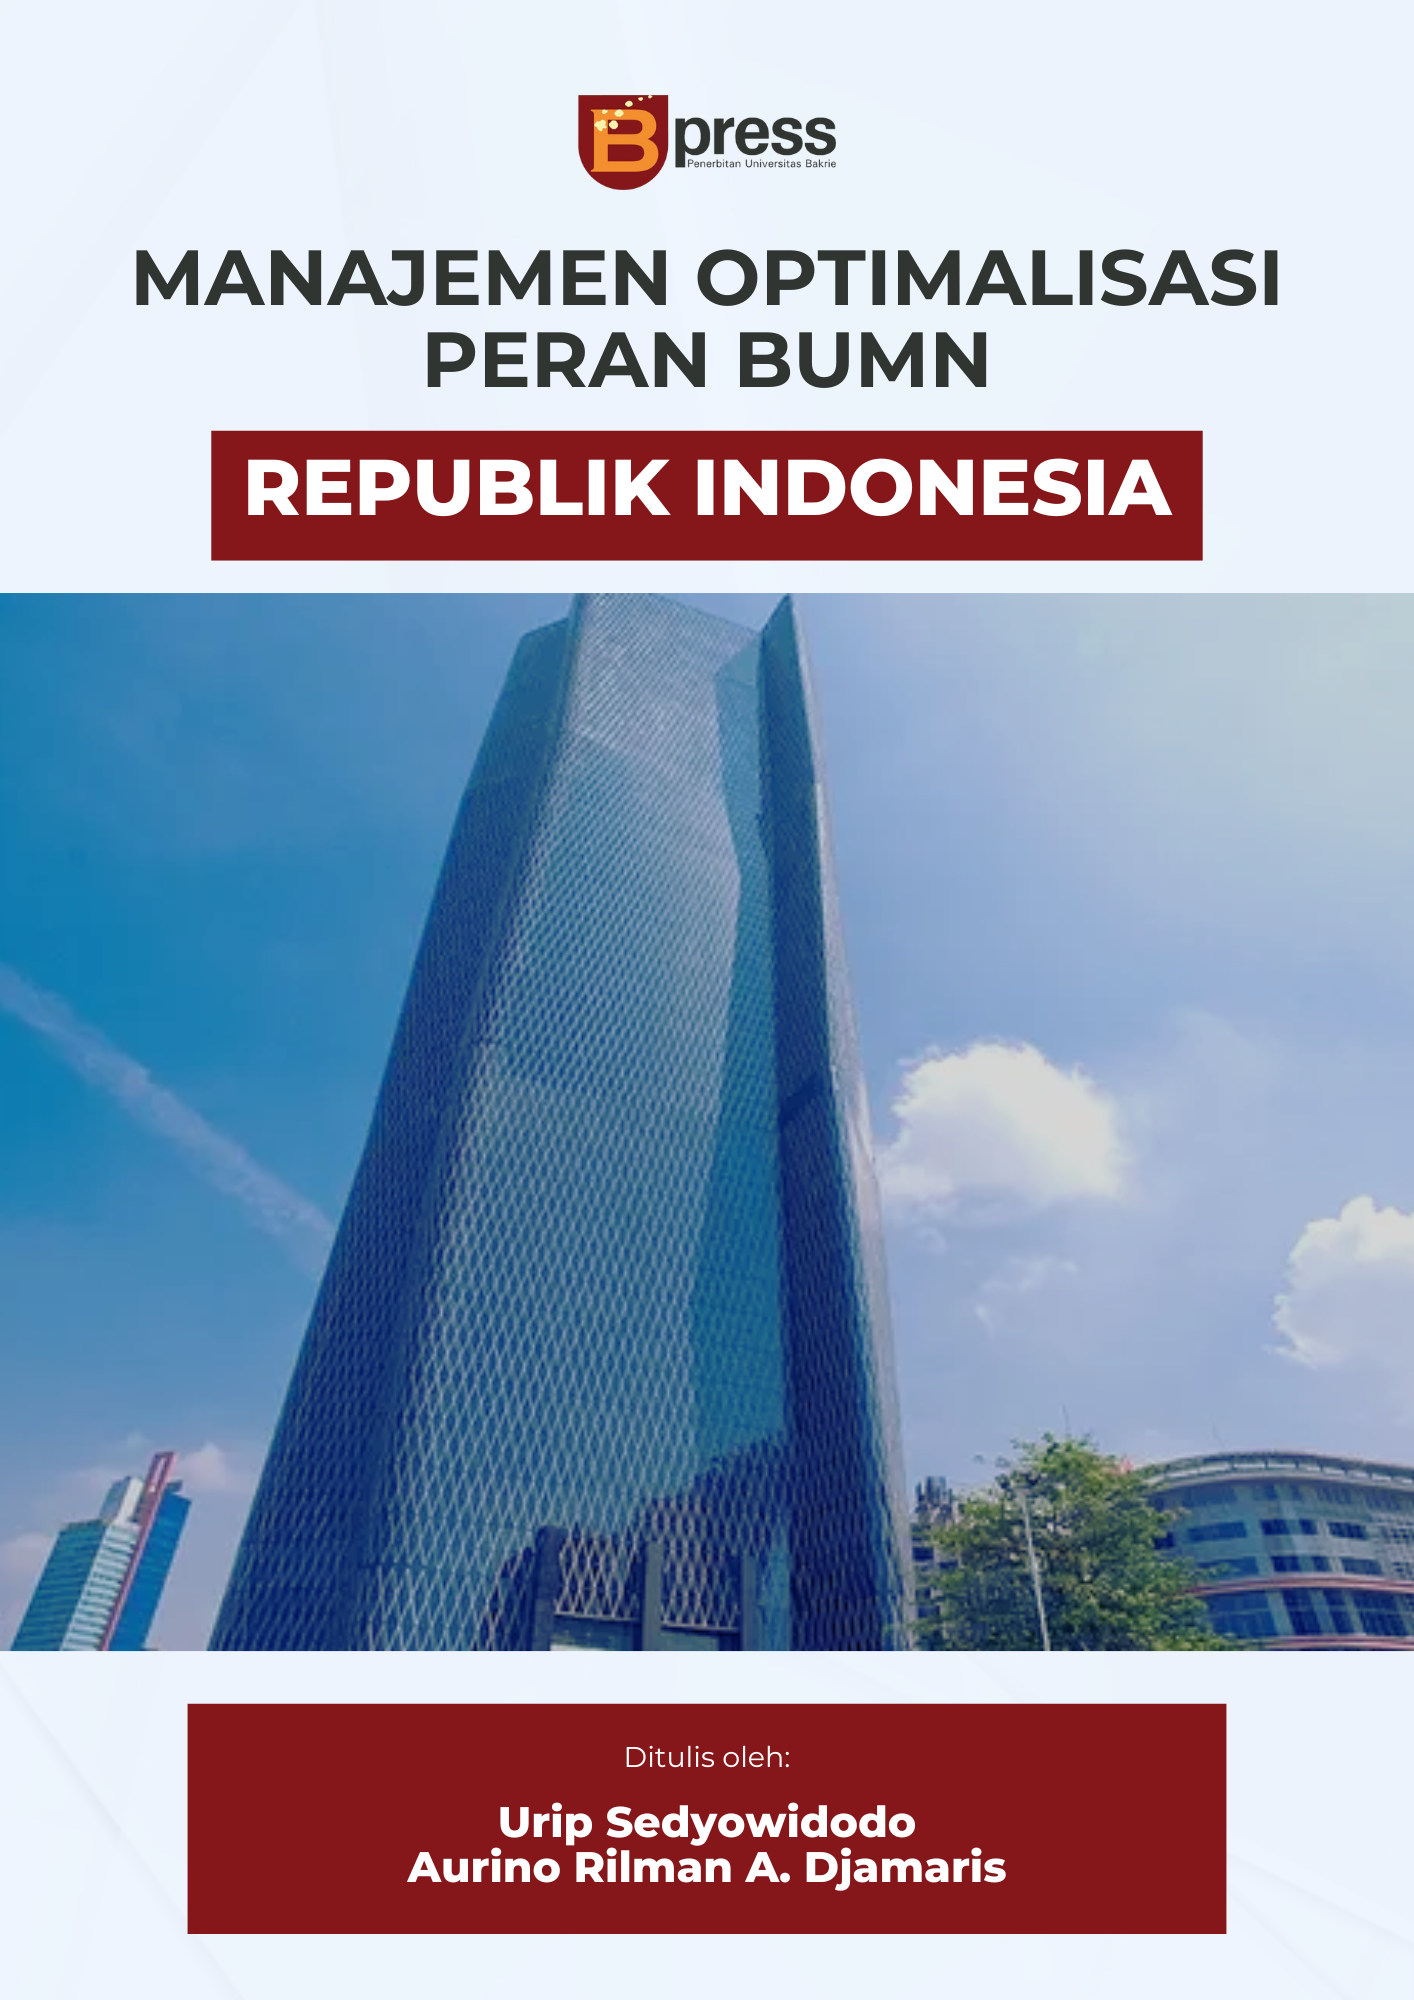 B press
Penerbitan Universitas Bakrie
MANAJEMEN OPTIMALISASI
PERAN BUMN
REPUBLIK INDONESIA
Ditulis oleh:
Urip Sedyowidodo
Aurino Rilman A. Djamaris